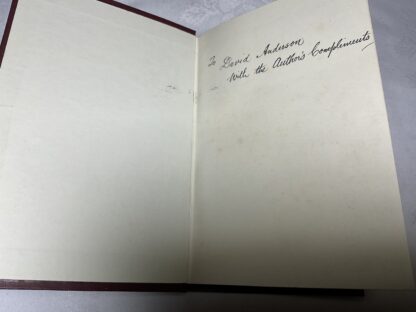 To David Anderson
With the Author's Compliments